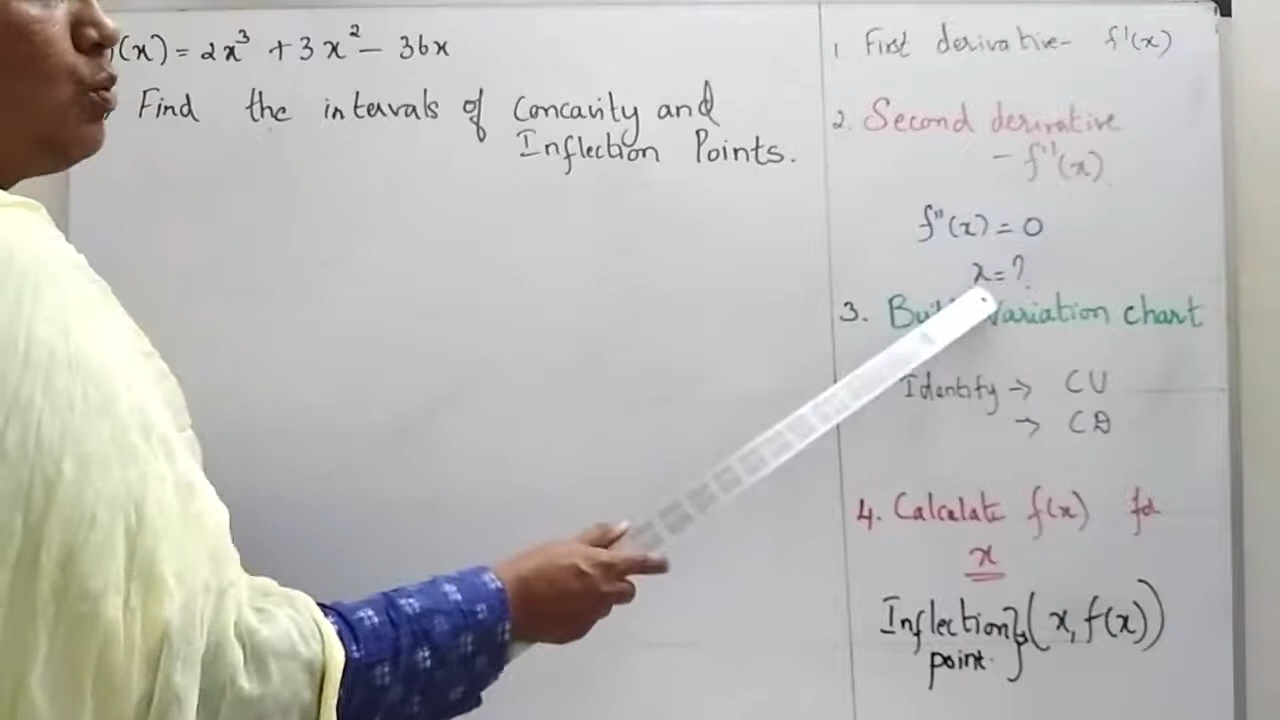 (x) = 2x³ + 3x² - 36x
Find the intervals of Concavity and
Inflection Points.
1. First derivative - f'(x)
2. Second derivative
- f''(x)
f''(x) = 0
x = ?
3. Variation chart
Identify → CU
→ CD
4. Calculate f(x) for
x
Inflection } (x, f(x))
point.